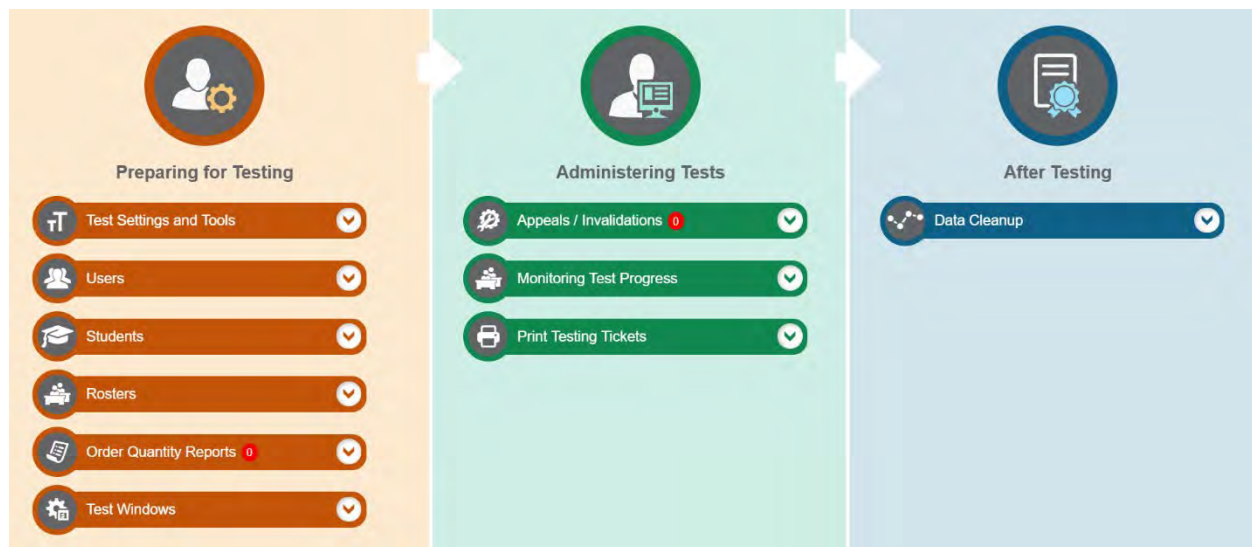 Preparing for Testing
Test Settings and Tools
Users
Students
Rosters
Order Quantity Reports 0
Test Windows
Administering Tests
Appeals / Invalidations 0
Monitoring Test Progress
Print Testing Tickets
After Testing
Data Cleanup